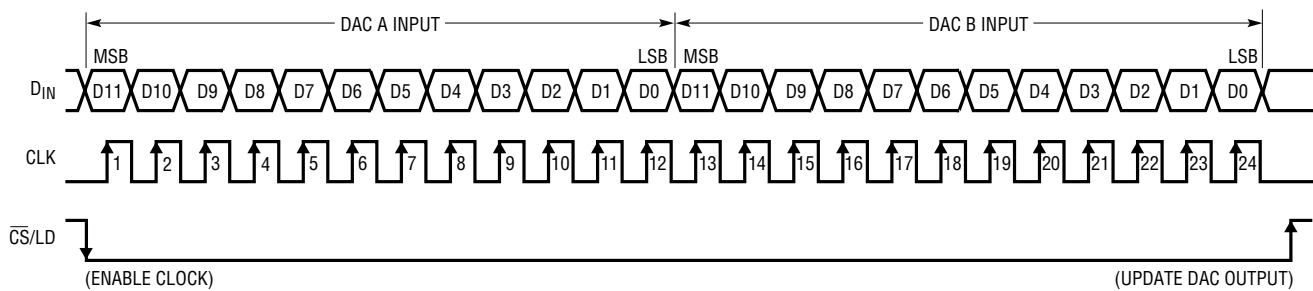 DAC A INPUT DAC B INPUT
MSB LSB MSB LSB
DIN D11 D10 D9 D8 D7 D6 D5 D4 D3 D2 D1 D0 D11 D10 D9 D8 D7 D6 D5 D4 D3 D2 D1 D0
CLK 1 2 3 4 5 6 7 8 9 10 11 12 13 14 15 16 17 18 19 20 21 22 23 24
C̅S̅/LD
(ENABLE CLOCK) (UPDATE DAC OUTPUT)